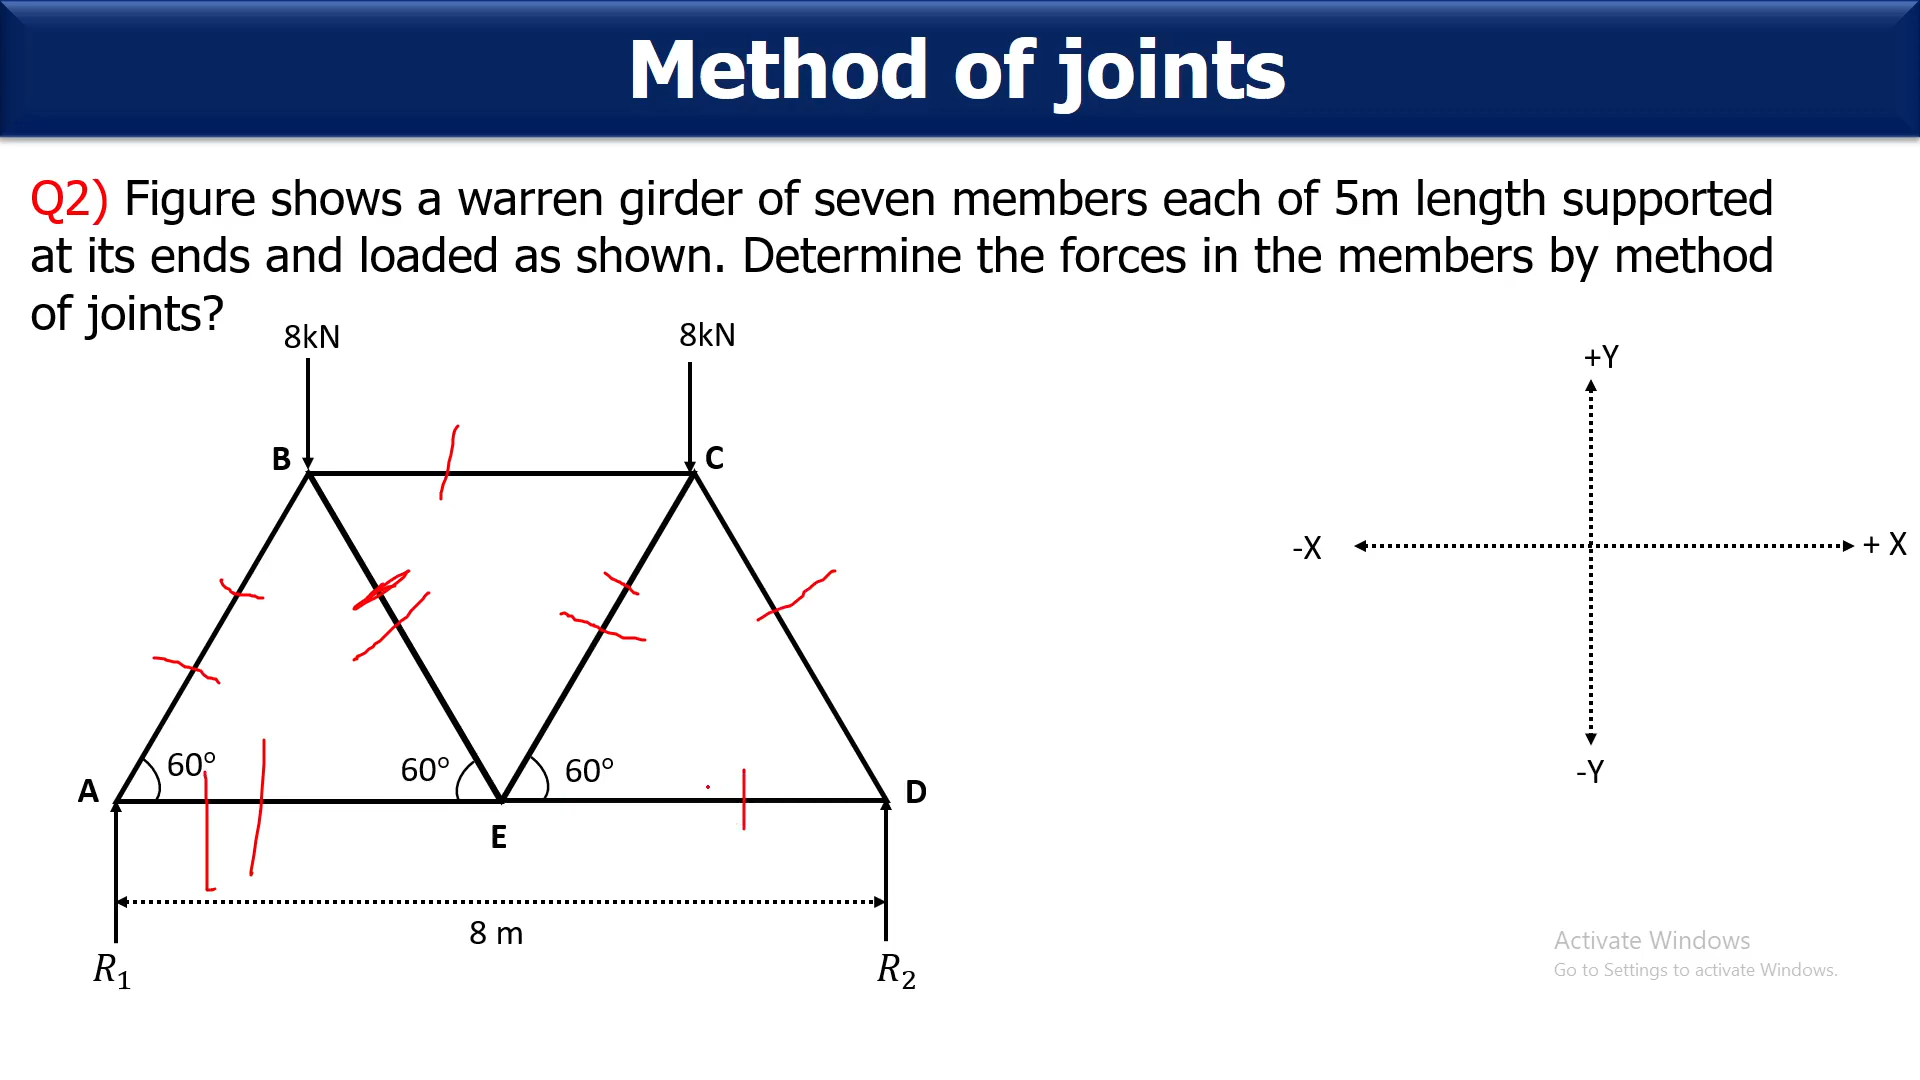 Method of joints
Q2) Figure shows a warren girder of seven members each of 5m length supported
at its ends and loaded as shown. Determine the forces in the members by method
of joints?
8kN
8kN
+Y
B
C
-X
+ X
60°
60°
60°
-Y
A
D
E
8 m
R₁
R₂
Activate Windows
Go to Settings to activate Windows.